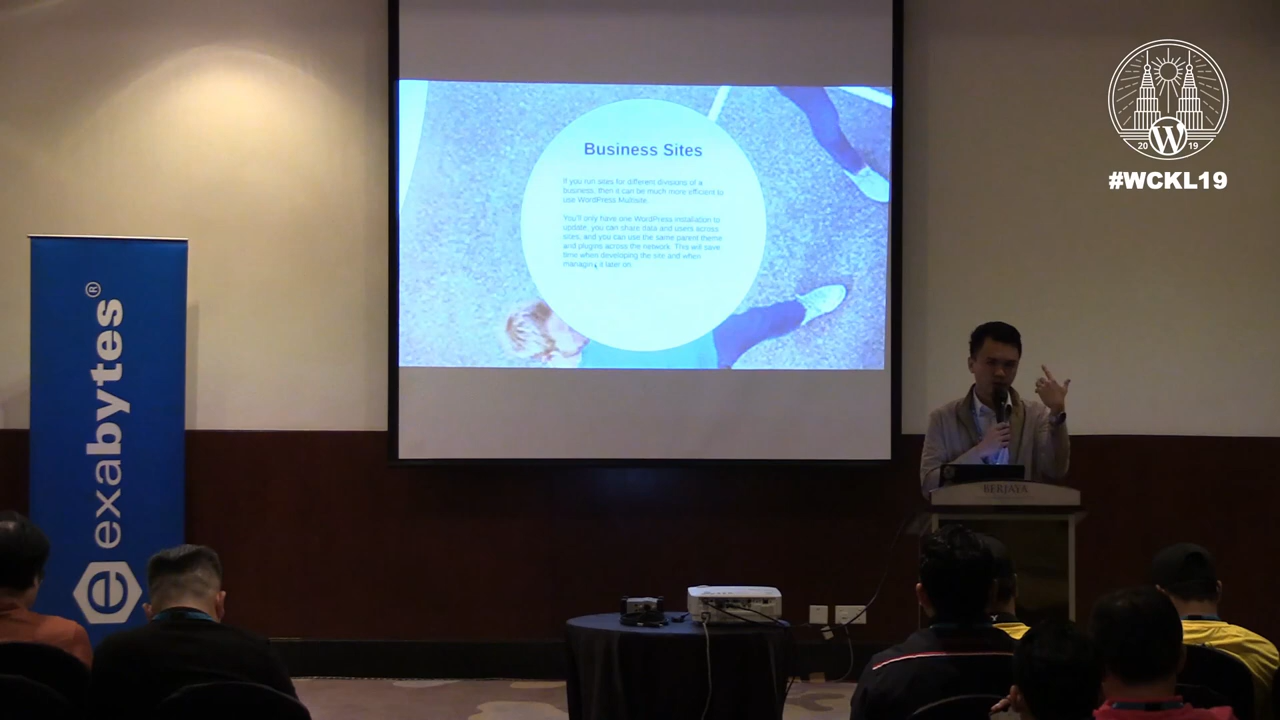 Business Sites
If you run sites for different divisions of a
business, then it can be much more efficient to
use WordPress Multisite.
You'll only have one WordPress installation to
update, you can share data and users across
sites, and you can use the same parent theme
and plugins across the network. This will save
time when developing the site and when
managing it later on.
20 W 19
#WCKL19
e exabytes®
BERJAYA